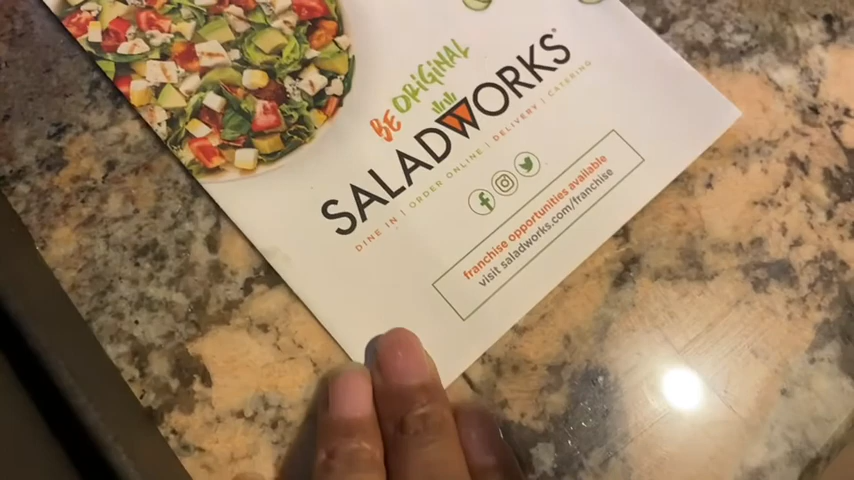 BE ORIGINAL
SALADWORKS®
DINE IN | ORDER ONLINE | DELIVERY | CATERING
franchise opportunities available
visit saladworks.com/franchise